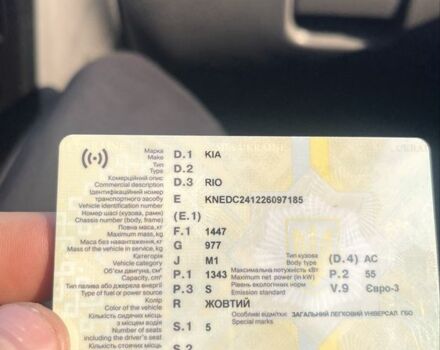 Марка
Make D.1 KIA
Тип
Type D.2
Комерційний опис
Commercial description D.3 RIO
Ідентифікаційний номер
транспортного засобу E KNEDC241226097185
Vehicle identification number
Номер шасі (кузова, рами)
Chassis number (body, frame) (E.1)
Повна маса, кг
Maximum mass, kg F.1 1447
Маса без навантаження, кг
Mass of the vehicle in service, kg G 977
Категорія
Vehicle category J M1 Тип кузова
Body type (D.4) AC
Об'єм двигуна, см³
Capacity, cm³ P.1 1343 Максимальна потужність кВт
Maximum net power (in kW) P.2 55
Тип палива або джерела енергії
Type of fuel or power source P.3 S Рівень екологічних норм
Emission standard V.9 Євро-3
Колір
Color of the vehicle R ЖОВТИЙ
Кількість сидячих місць
з місцем водія
Number of seats
including the driver's seat S.1 5 Особливі відмітки: ЗАГАЛЬНИЙ ЛЕГКОВИЙ УНІВЕРСАЛ. ГБО
Special marks
Кількість стоячих місць S.2